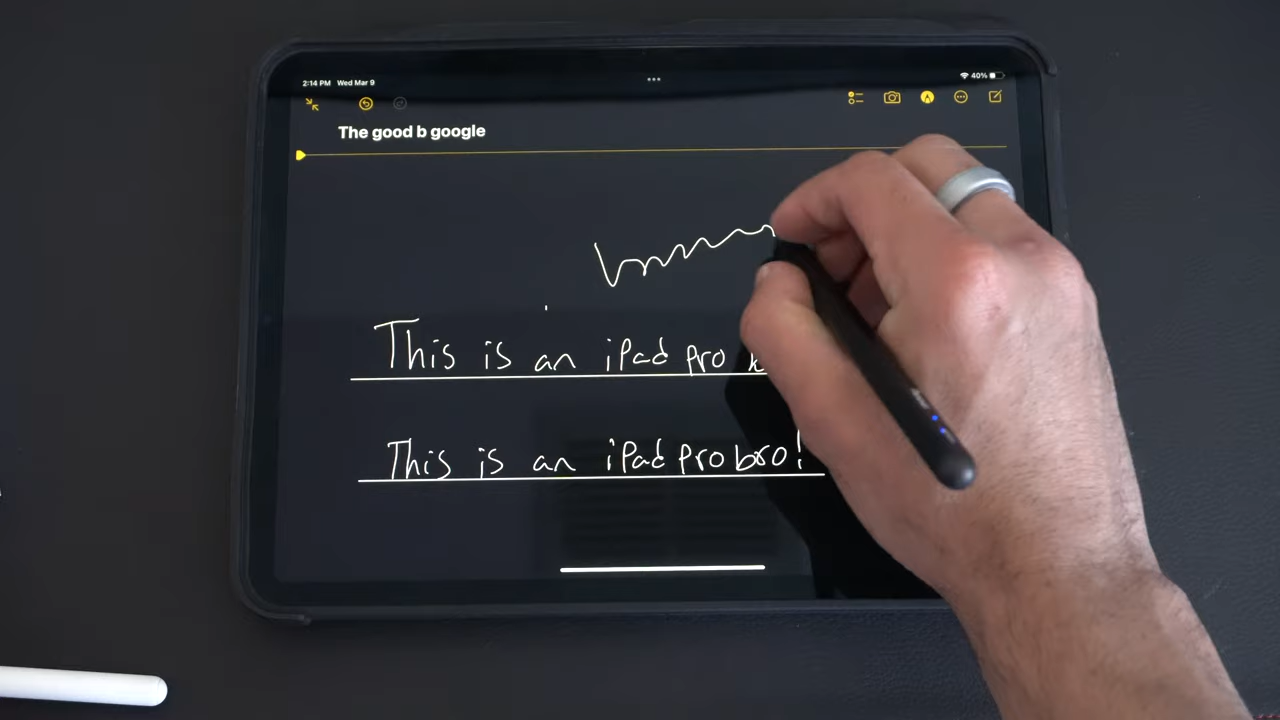 2:14 PM Wed Mar 9 40%
The good b google
This is an iPad pro
This is an iPad pro bro!